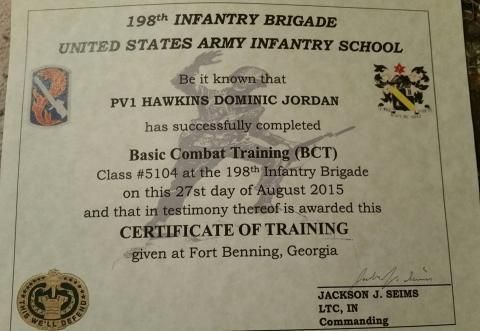 198th INFANTRY BRIGADE
UNITED STATES ARMY INFANTRY SCHOOL
Be it known that
PV1 HAWKINS DOMINIC JORDAN
has successfully completed
Basic Combat Training (BCT)
Class #5104 at the 198th Infantry Brigade
on this 27st day of August 2015
and that in testimony thereof is awarded this
CERTIFICATE OF TRAINING
given at Fort Benning, Georgia
THIS WE'LL DEFEND
JACKSON J. SEIMS
LTC, IN
Commanding